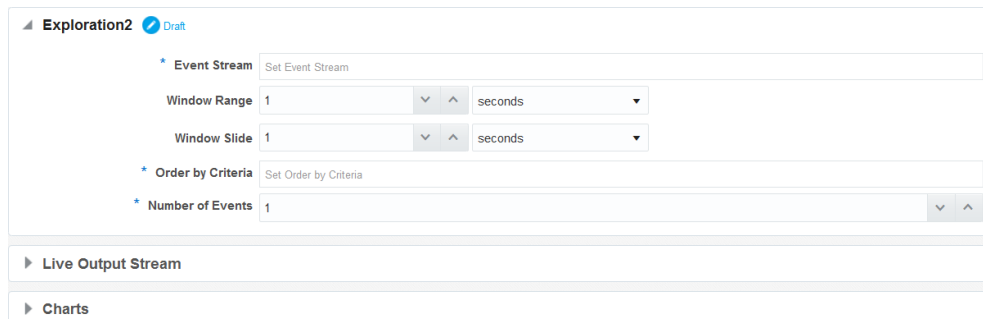 Exploration2 Draft
* Event Stream Set Event Stream
Window Range 1 seconds
Window Slide 1 seconds
* Order by Criteria Set Order by Criteria
* Number of Events 1
Live Output Stream
Charts